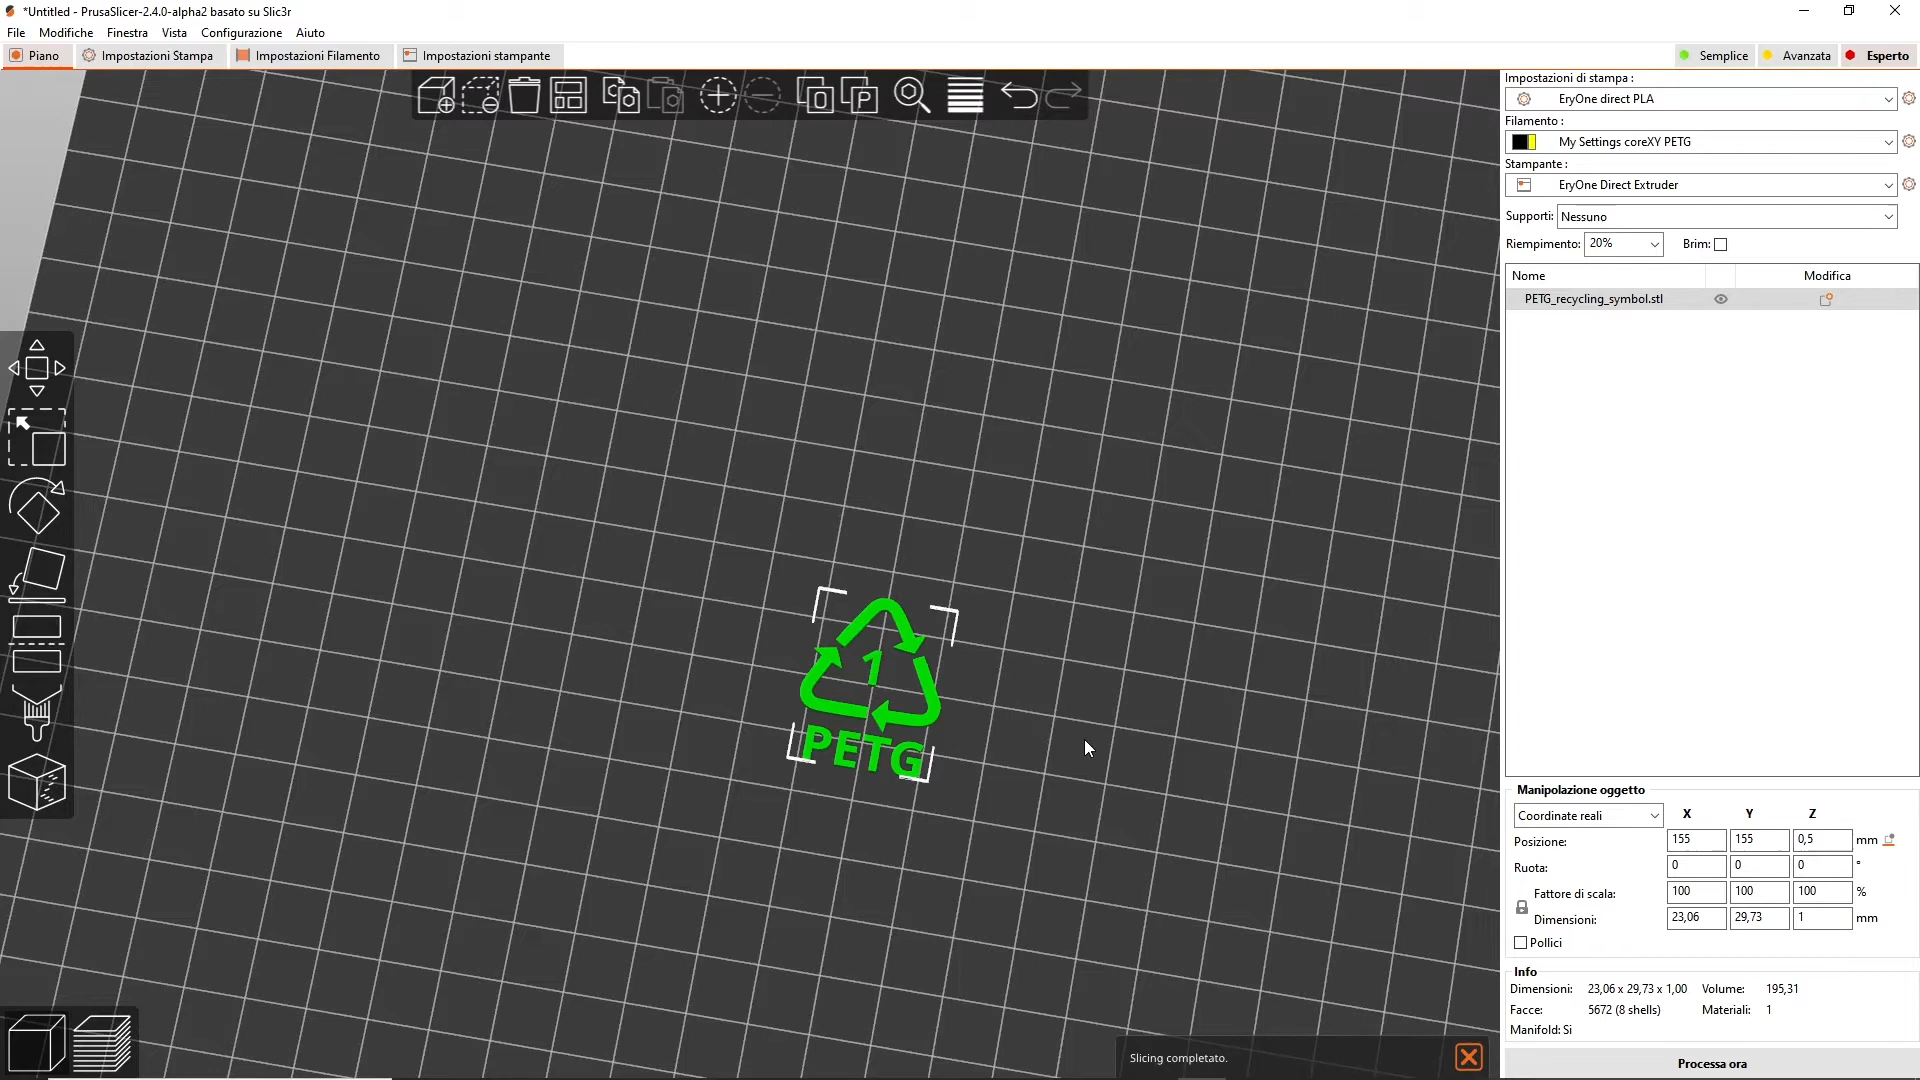 *Untitled - PrusaSlicer-2.4.0-alpha2 basato su Slic3r
File Modifiche Finestra Vista Configurazione Aiuto
Piano Impostazioni Stampa Impostazioni Filamento Impostazioni stampante Semplice Avanzata Esperto
Impostazioni di stampa :
EryOne direct PLA
Filamento :
My Settings coreXY PETG
Stampante :
EryOne Direct Extruder
Supporti: Nessuno
Riempimento: 20% Brim:
Nome Modifica
PETG_recycling_symbol.stl
1
PETG
Manipolazione oggetto
Coordinate reali X Y Z
Posizione: 155 155 0,5 mm
Ruota: 0 0 0 °
Fattore di scala: 100 100 100 %
Dimensioni: 23,06 29,73 1 mm
Pollici
Info
Dimensioni: 23,06 x 29,73 x 1,00 Volume: 195,31
Facce: 5672 (8 shells) Materiali: 1
Manifold: Si
Slicing completato.
Processa ora